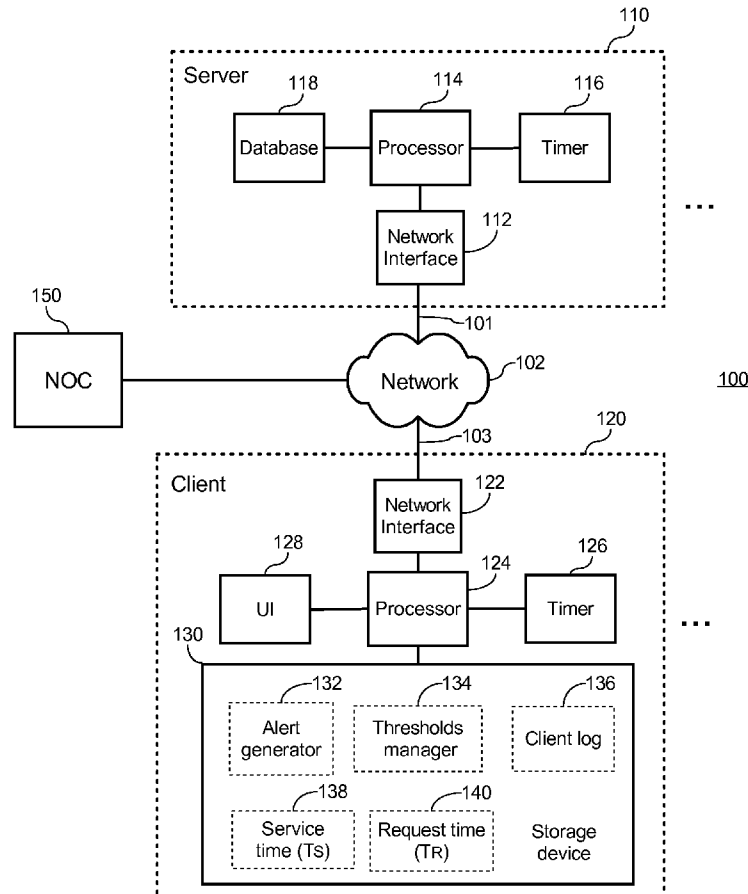 110
Server
118
114
116
Database
Processor
Timer
...
Network
Interface
112
150
101
NOC
Network
102
100
103
120
Client
Network
Interface
122
128
124
126
UI
Processor
Timer
...
130
132
134
136
Alert
generator
Thresholds
manager
Client log
138
140
Service
time (TS)
Request time
(TR)
Storage
device